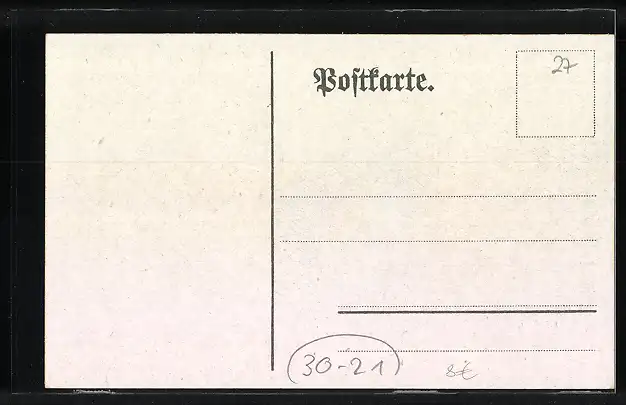 27
Poſtkarte.
30-21
8€